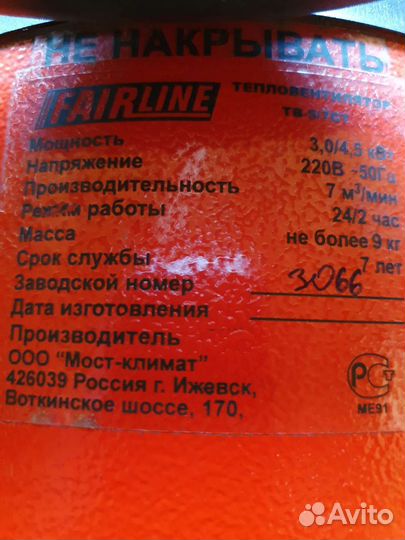 НЕ НАКРЫВАТЬ
FAIRLINE
ТЕПЛОВЕНТИЛЯТОР
Мощность 3,0/4,5 кВт
Напряжение 220В ~50Гц
Производительность 7 м³/мин
Режим работы 24/2 час
Масса не более 9 кг
Срок службы 7 лет
Заводской номер 3066
Дата изготовления
Производитель
ООО "Мост-климат"
426039 Россия г. Ижевск,
Воткинское шоссе, 170,
РСТ
МЕ91
Avito